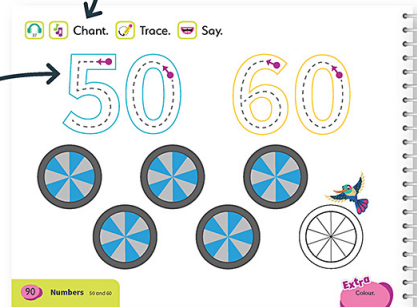 Chant. Trace. Say.
50 60
90 Numbers 50 and 60
Extra
Colour.